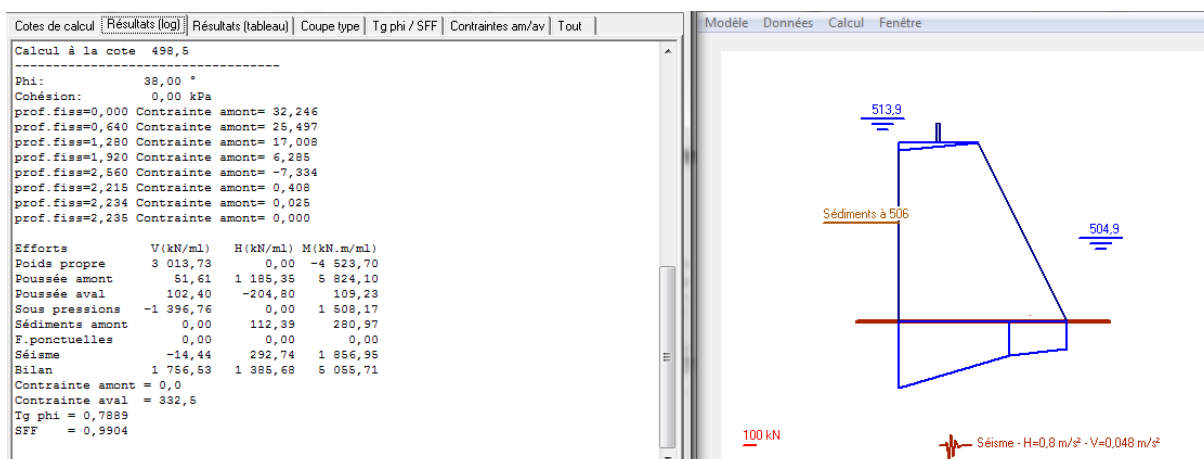 Cotes de calcul Résultats (log) Résultats (tableau) Coupe type Tg phi / SFF Contraintes am/av Tout
Calcul à la cote 498,5
-----------------------------------
Phi: 38,00 °
Cohésion: 0,00 kPa
prof.fiss=0,000 Contrainte amont= 32,246
prof.fiss=0,640 Contrainte amont= 25,497
prof.fiss=1,280 Contrainte amont= 17,008
prof.fiss=1,920 Contrainte amont= 6,285
prof.fiss=2,560 Contrainte amont= -7,334
prof.fiss=2,215 Contrainte amont= 0,408
prof.fiss=2,234 Contrainte amont= 0,025
prof.fiss=2,235 Contrainte amont= 0,000
Efforts V(kN/ml) H(kN/ml) M(kN.m/ml)
Poids propre 3 013,73 0,00 -4 523,70
Poussée amont 51,61 1 185,35 5 824,10
Poussée aval 102,40 -204,80 109,23
Sous pressions -1 396,76 0,00 1 508,17
Sédiments amont 0,00 112,39 280,97
F.ponctuelles 0,00 0,00 0,00
Séisme -14,44 292,74 1 856,95
Bilan 1 756,53 1 385,68 5 055,71
Contrainte amont = 0,0
Contrainte aval = 332,5
Tg phi = 0,7889
SFF = 0,9904
Modèle Données Calcul Fenêtre
513,9
Sédiments à 506
504,9
100 kN
Séisme - H=0,8 m/s² - V=0,048 m/s²